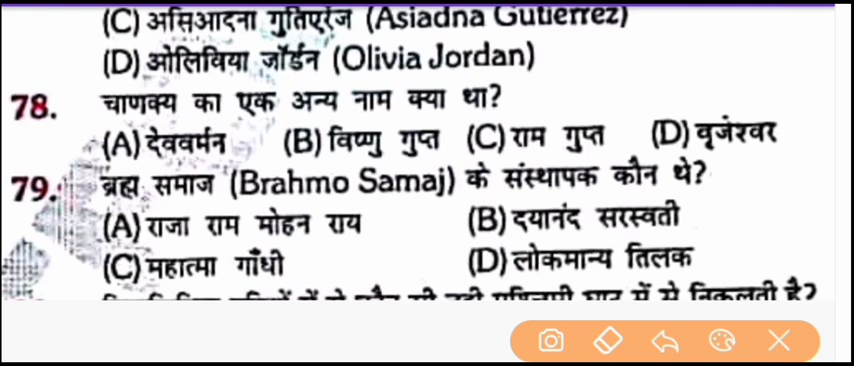 (C) असिआदना गुतिएरेज (Asiadna Gutierrez)
(D) ओलिविया जॉर्डन (Olivia Jordan)
78. चाणक्य का एक अन्य नाम क्या था?
(A) देववर्मन (B) विष्णु गुप्त (C) राम गुप्त (D) वृजेश्वर
79. ब्रह्म समाज (Brahmo Samaj) के संस्थापक कौन थे?
(A) राजा राम मोहन राय (B) दयानंद सरस्वती
(C) महात्मा गाँधी (D) लोकमान्य तिलक
में से निकलती है?